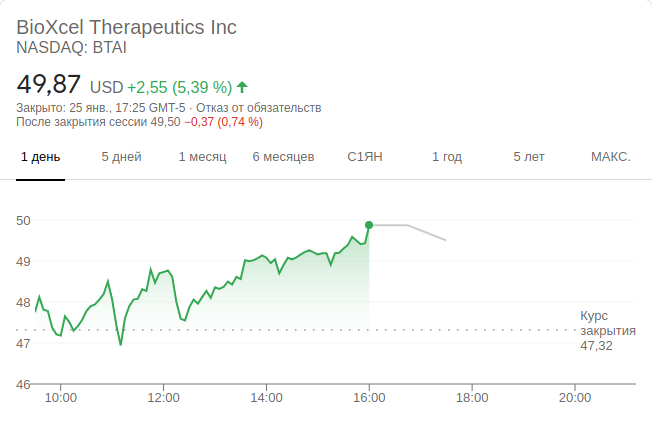 BioXcel Therapeutics Inc
NASDAQ: BTAI
49,87 USD +2,55 (5,39 %)
Закрыто: 25 янв., 17:25 GMT-5 · Отказ от обязательств
После закрытия сессии 49,50 −0,37 (0,74 %)
1 день 5 дней 1 месяц 6 месяцев С1ЯН 1 год 5 лет МАКС.
50
49
48
Курс
закрытия
47,32
47
46
10:00 12:00 14:00 16:00 18:00 20:00